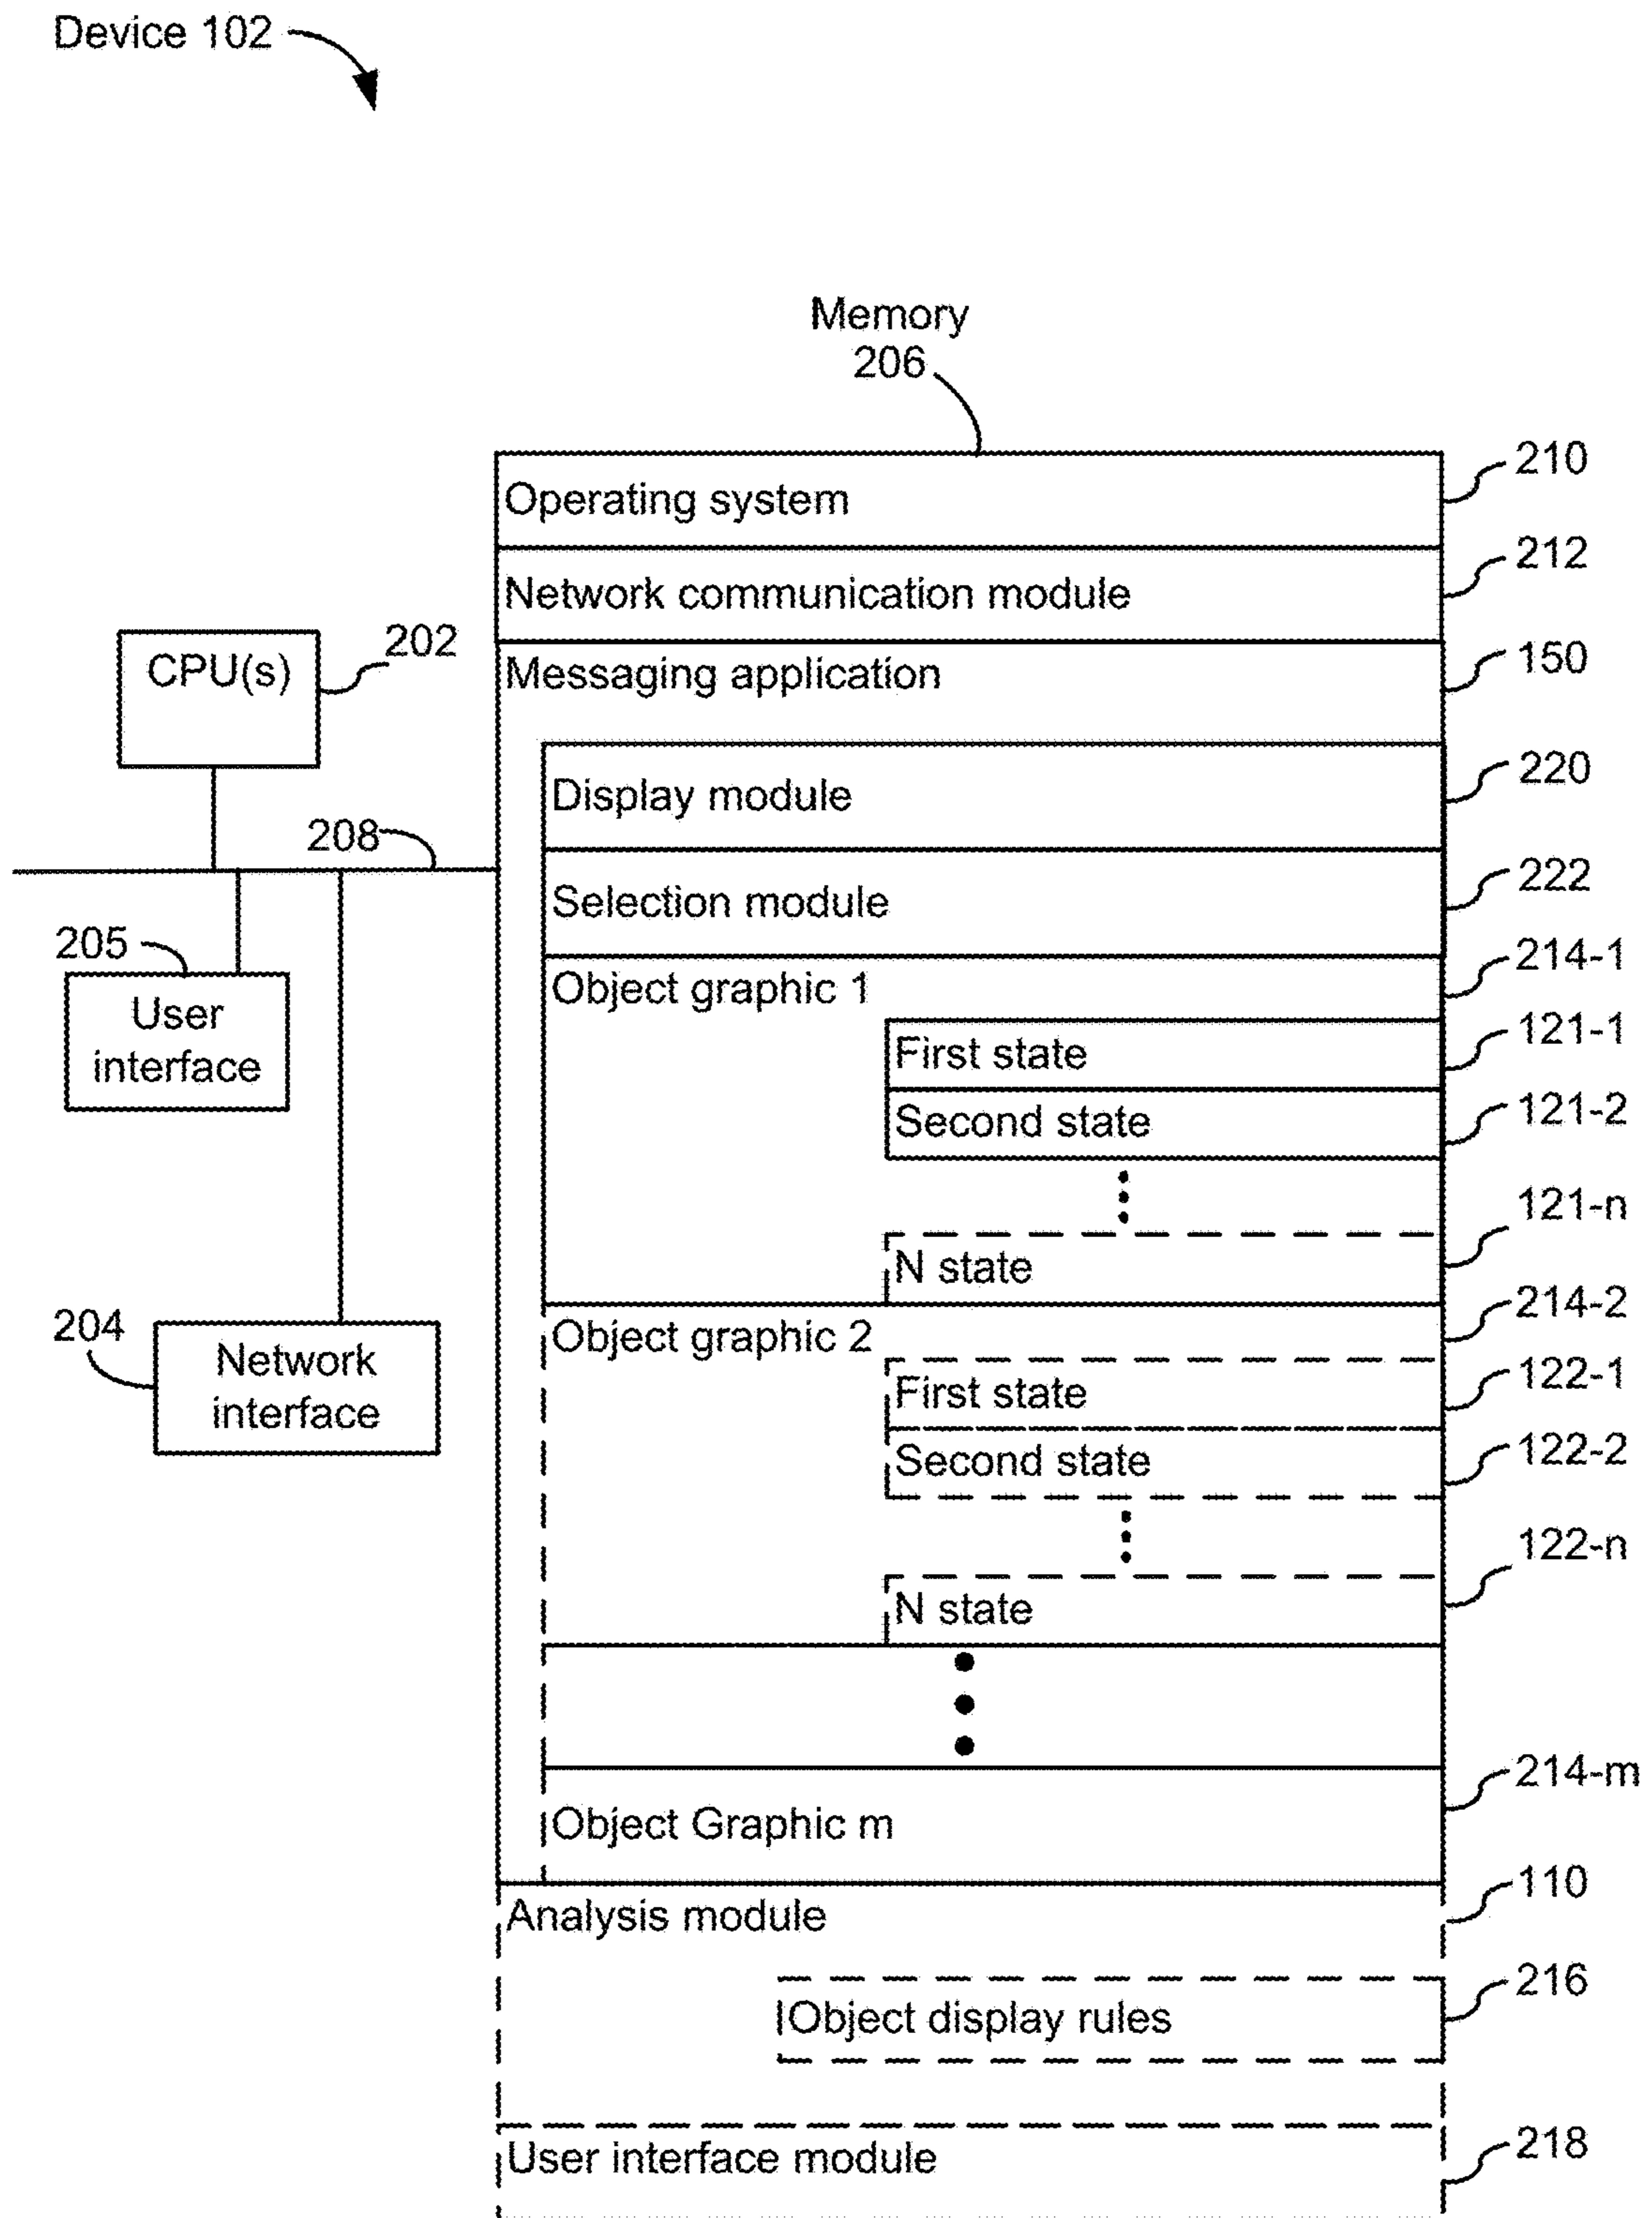 Device 102
Memory
206
Operating system
210
Network communication module
212
CPU(s)
202
Messaging application
150
Display module
220
208
Selection module
222
205
User
interface
Object graphic 1
214-1
First state
121-1
Second state
121-2
N state
121-n
204
Network
interface
Object graphic 2
214-2
First state
122-1
Second state
122-2
N state
122-n
Object Graphic m
214-m
Analysis module
110
Object display rules
216
User interface module
218